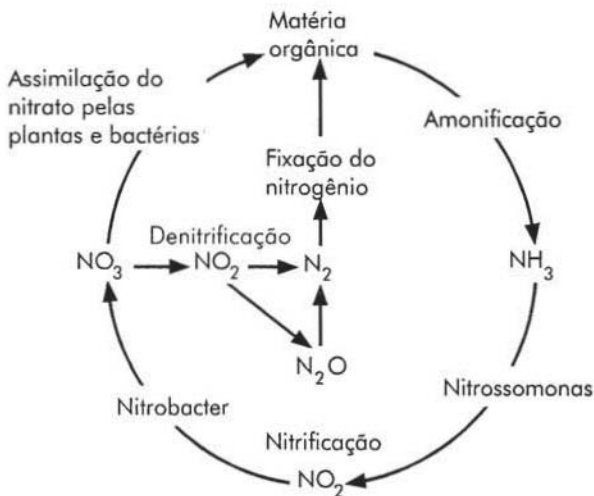 Matéria
orgânica
Assimilação do
nitrato pelas
plantas e bactérias
Amonificação
Fixação do
nitrogênio
Denitrificação
NO₃
NO₂
N₂
NH₃
N₂O
Nitrobacter
Nitrossomonas
Nitrificação
NO₂